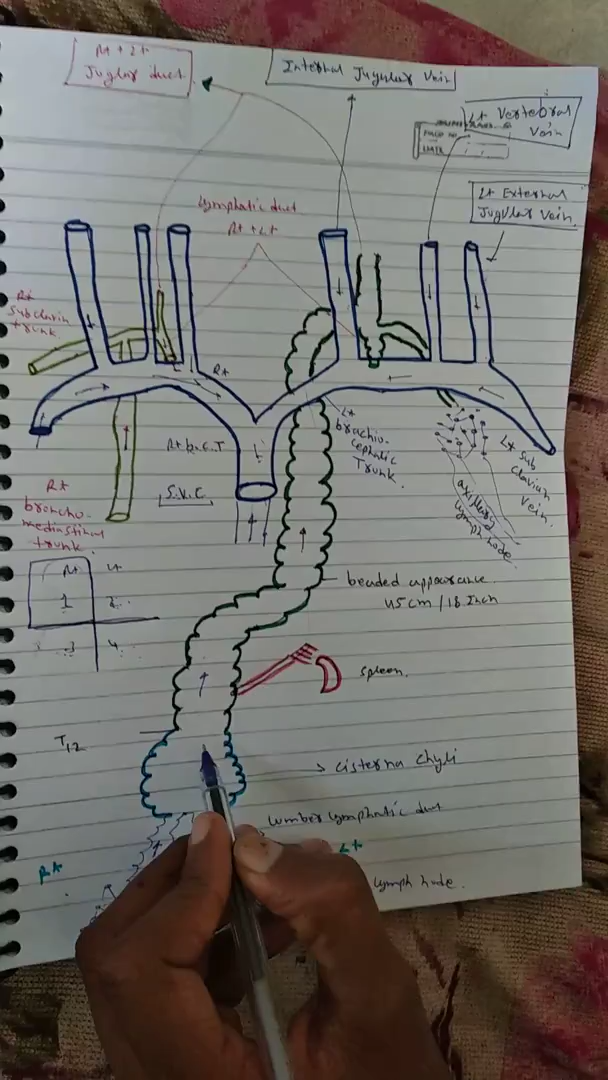 Rt + Lt
Jugular duct
Internal Jugular Vein
Lt Vertebral
Vein
Lt External
Jugular Vein.
lymphatic duct
Rt + Lt
Rt
Subclavin
trunk
Rt
Rt b.c.T
S.V.C
Lt
brachio-
cephalic
Trunk.
Lt Sub
clavian
vein.
axillary
lymph node.
Rt
broncho-
mediastinal
trunk
Rt Lt
1 2
3 4
beaded appearance
45 cm / 18 Inch
spleen.
T12
cisterna chyli
lumber lymphatic duct
Rt
Lt
lymph node.